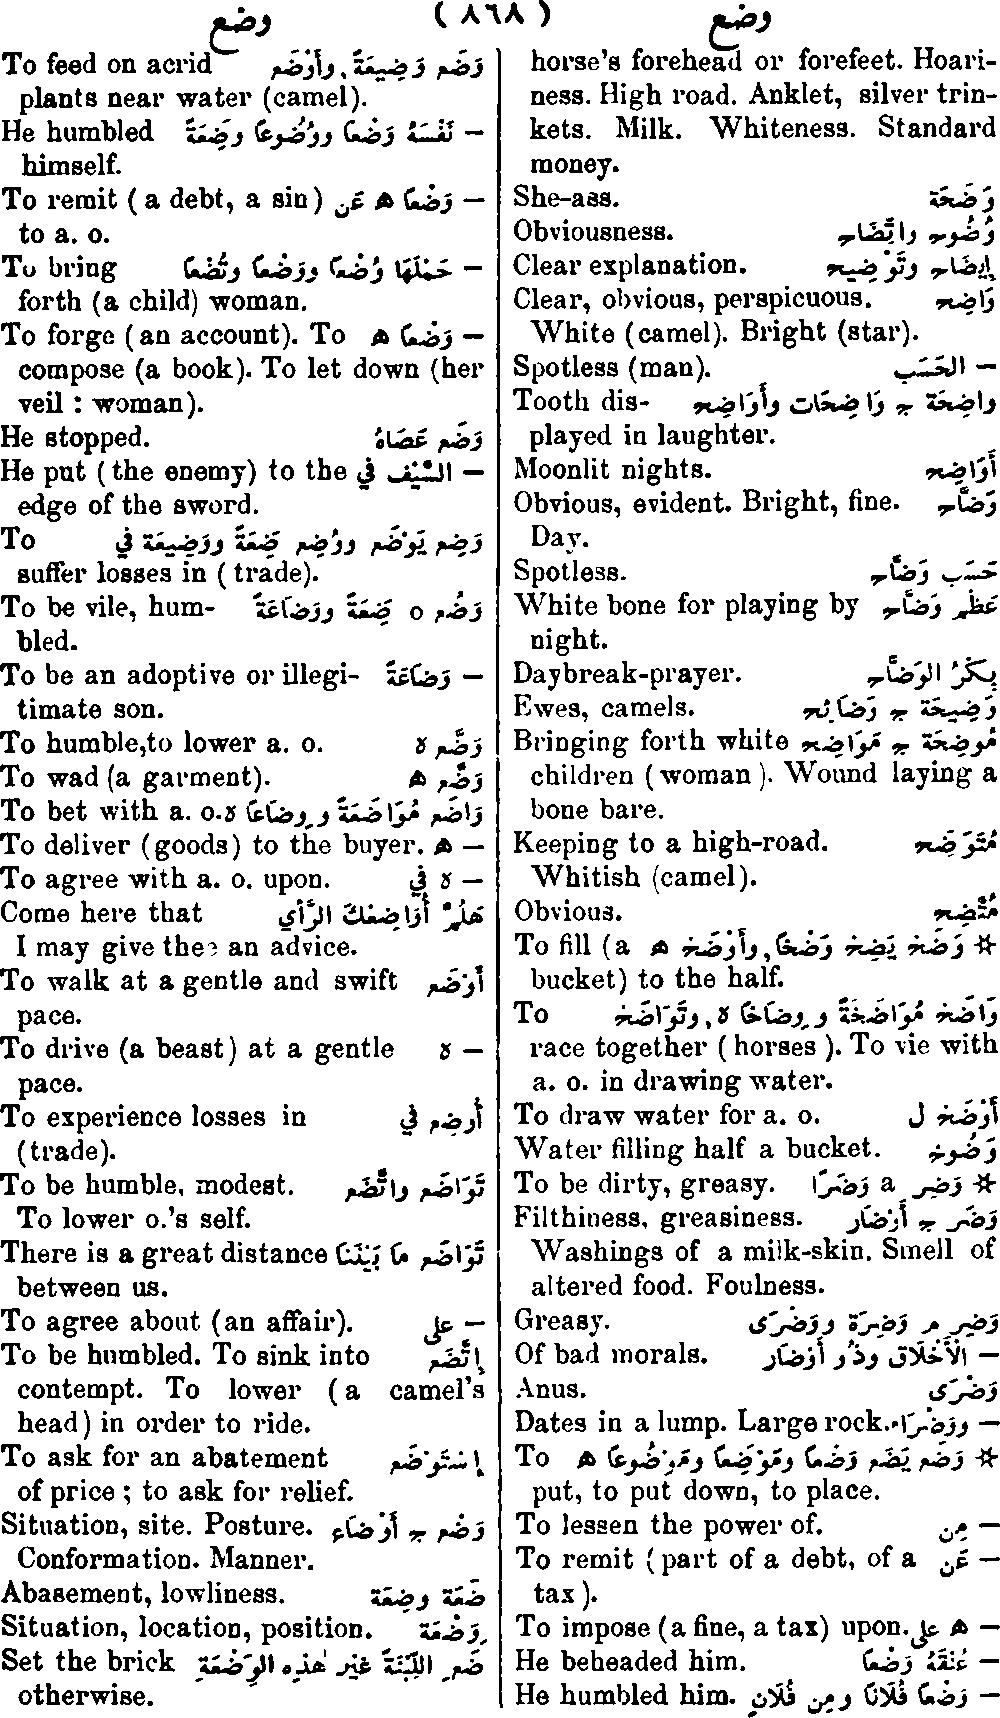 وضع ( ٨٦٨ ) وضع
horse's forehead or forefeet. Hoari-
ness. High road. Anklet, silver trin-
kets. Milk. Whiteness. Standard
money.
She-ass. وَضَحَة
Obviousness. وُضُوح واتِّضَاح
Clear explanation. إِيضَاح وتَوْضِيح
Clear, obvious, perspicuous. وَاضِح
White (camel). Bright (star).
Spotless (man). — الحَسَب
Tooth dis- واضِحَة ج وَاضِحَات وأَوَاضِح
played in laughter.
Moonlit nights. أَوَاضِح
Obvious, evident. Bright, fine. وَضَّاح
Day.
Spotless. حَسَب وَضَّاح
White bone for playing by عَظْم وَضَّاح
night.
Daybreak-prayer. بِكْرُ الوَضَّاح
Ewes, camels. وَضِيحَة ج وَضَائِح
Bringing forth white مُوضِحَة ج مَوَاضِح
children (woman). Wound laying a
bone bare.
Keeping to a high-road. مُتَوَضِّح
Whitish (camel).
Obvious. مُتَّضِح
To fill (a ✭ وَضَخ يَضِخ وَضْخًا, وأَوْضَخ ه
bucket) to the half.
To وَاضَخ مُوَاضَخَةً و وِضَاخًا ه, وتَوَاضَخ
race together (horses). To vie with
a. o. in drawing water.
To draw water for a. o. أَوْضَخ ل
Water filling half a bucket. وَضُوخ
To be dirty, greasy. ✭ وَضِر a وَضَرًا
Filthiness, greasiness. وَضَر ج أَوْضَار
Washings of a milk-skin. Smell of
altered food. Foulness.
Greasy. وَضِر م وَضِرَة ووَضْرَى
Of bad morals. — الأَخْلَاق وذُو أَوْضَار
Anus. وَضْرَى
Dates in a lump. Large rock. — ووَضْرَاء
To ✭ وَضَع يَضَع وَضْعًا ومَوْضِعًا ومَوْضُوعًا ه
put, to put down, to place.
To lessen the power of. — مِن
To remit (part of a debt, of a — عَن
tax).
To impose (a fine, a tax) upon. — ه على
He beheaded him. — عُنْقَهُ وَضْعًا
He humbled him. — وَضْعًا فُلَانًا ومِن فُلَانٍ
To feed on acrid وَضَع وَضِيعَةً, وأَوْضَع
plants near water (camel).
He humbled — نَفْسَهُ وَضْعًا ووُضُوعًا وضَعَةً
himself.
To remit (a debt, a sin) — وَضْعًا ه عَن
to a. o.
To bring — حَمْلَهَا وُضْعًا ووَضْعًا وتُضْعًا
forth (a child) woman.
To forge (an account). To — وَضْعًا ه
compose (a book). To let down (her
veil : woman).
He stopped. وَضَع عَصَاهُ
He put (the enemy) to the — السَّيْف في
edge of the sword.
To وَضِع يَوْضَع ووُضِع ضِعَةً ووَضِيعَة في
suffer losses in (trade).
To be vile, hum- وَضُع o ضِعَةً ووَضَاعَةً
bled.
To be an adoptive or illegi- — وَضَاعَةً
timate son.
To humble, to lower a. o. وَضَّع ه
To wad (a garment). وَضَّع ه
To bet with a. o. وَاضَع مُوَاضَعَةً و وِضَاعًا ه
To deliver (goods) to the buyer. — ه
To agree with a. o. upon. — ه في
Come here that هَلُمَّ أُوَاضِعْكَ الرَّأي
I may give thee an advice.
To walk at a gentle and swift أَوْضَع
pace.
To drive (a beast) at a gentle — ه
pace.
To experience losses in أُوضِع في
(trade).
To be humble, modest. تَوَاضَع واتَّضَع
To lower o.'s self.
There is a great distance تَوَاضَع مَا بَيْنَنَا
between us.
To agree about (an affair). — على
To be humbled. To sink into إِتَّضَع
contempt. To lower (a camel's
head) in order to ride.
To ask for an abatement إِسْتَوْضَع
of price ; to ask for relief.
Situation, site. Posture. وَضْع ج أَوْضَاع
Conformation. Manner.
Abasement, lowliness. ضَعَة وضِعَة
Situation, location, position. وِضْعَة
Set the brick ضَعِ اللَّبِنَةَ غَيْرَ هٰذِهِ الوِضْعَةِ
otherwise.